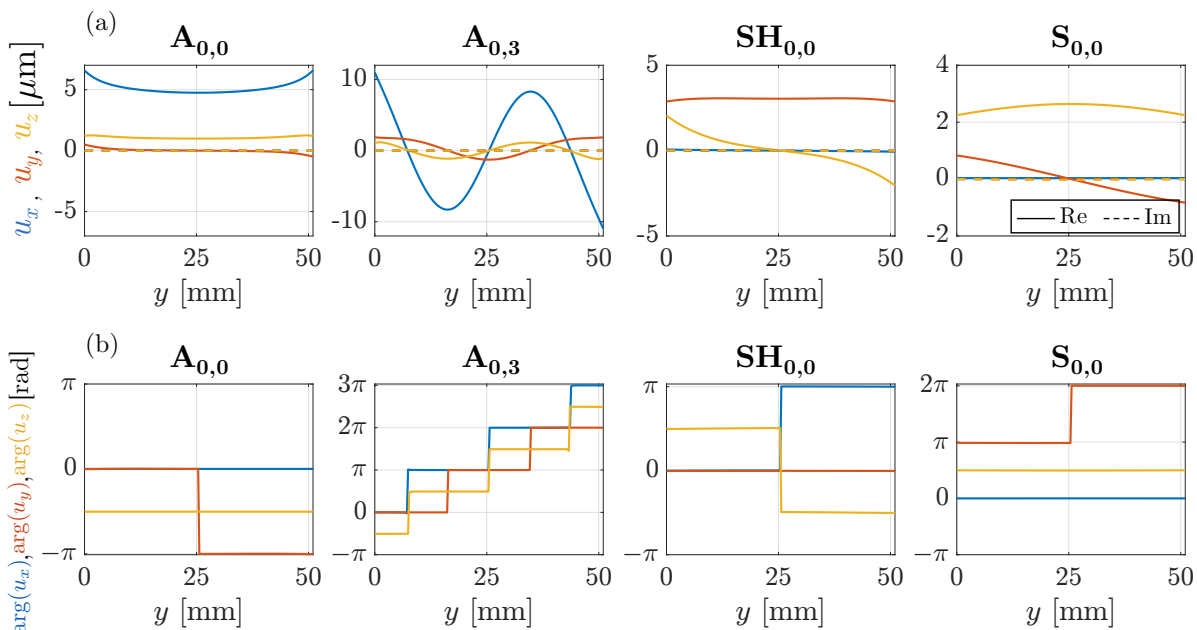 (a)
A0,0
A0,3
SH0,0
S0,0
ux , uy, uz [μm]
5
0
-5
10
0
-10
5
0
-5
4
2
0
-2
Re Im
0 25 50
0 25 50
0 25 50
0 25 50
y [mm]
y [mm]
y [mm]
y [mm]
(b)
A0,0
A0,3
SH0,0
S0,0
arg(ux),arg(uy),arg(uz)[rad]
π
0
−π
3π
2π
π
0
−π
π
0
−π
2π
π
0
−π
0 25 50
0 25 50
0 25 50
0 25 50
y [mm]
y [mm]
y [mm]
y [mm]